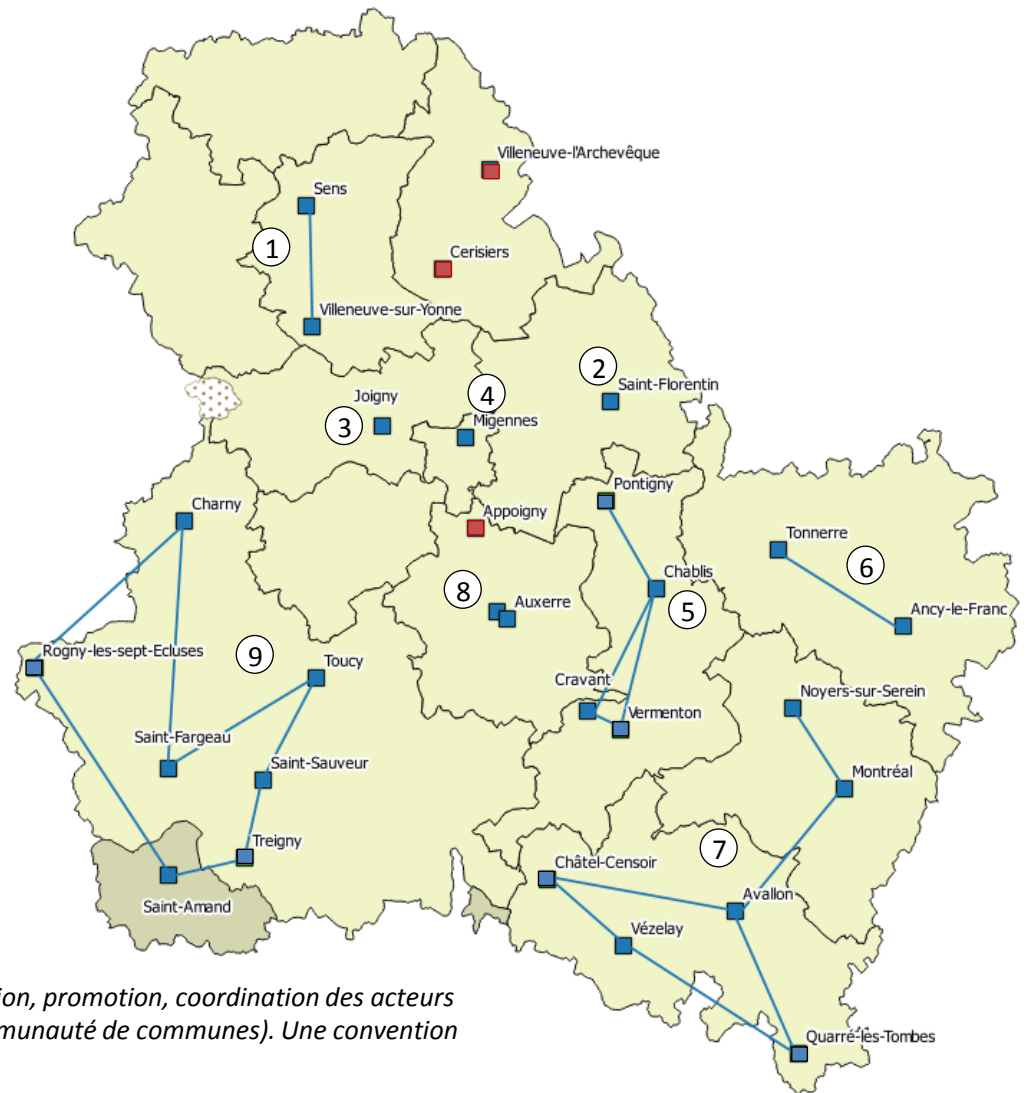 Villeneuve-l'Archevêque
Sens
1
Cerisiers
Villeneuve-sur-Yonne
2
Saint-Florentin
Joigny
4
3
Migennes
Pontigny
Charny
Appoigny
Tonnerre
6
Chablis
8
Auxerre
5
Ancy-le-Franc
Rogny-les-sept-Ecluses
9
Toucy
Noyers-sur-Serein
Cravant
Vermenton
Saint-Fargeau
Saint-Sauveur
Montréal
Treigny
7
Châtel-Censoir
Avallon
Saint-Amand
Vézelay
ion, promotion, coordination des acteurs
munauté de communes). Une convention
Quarré-les-Tombes